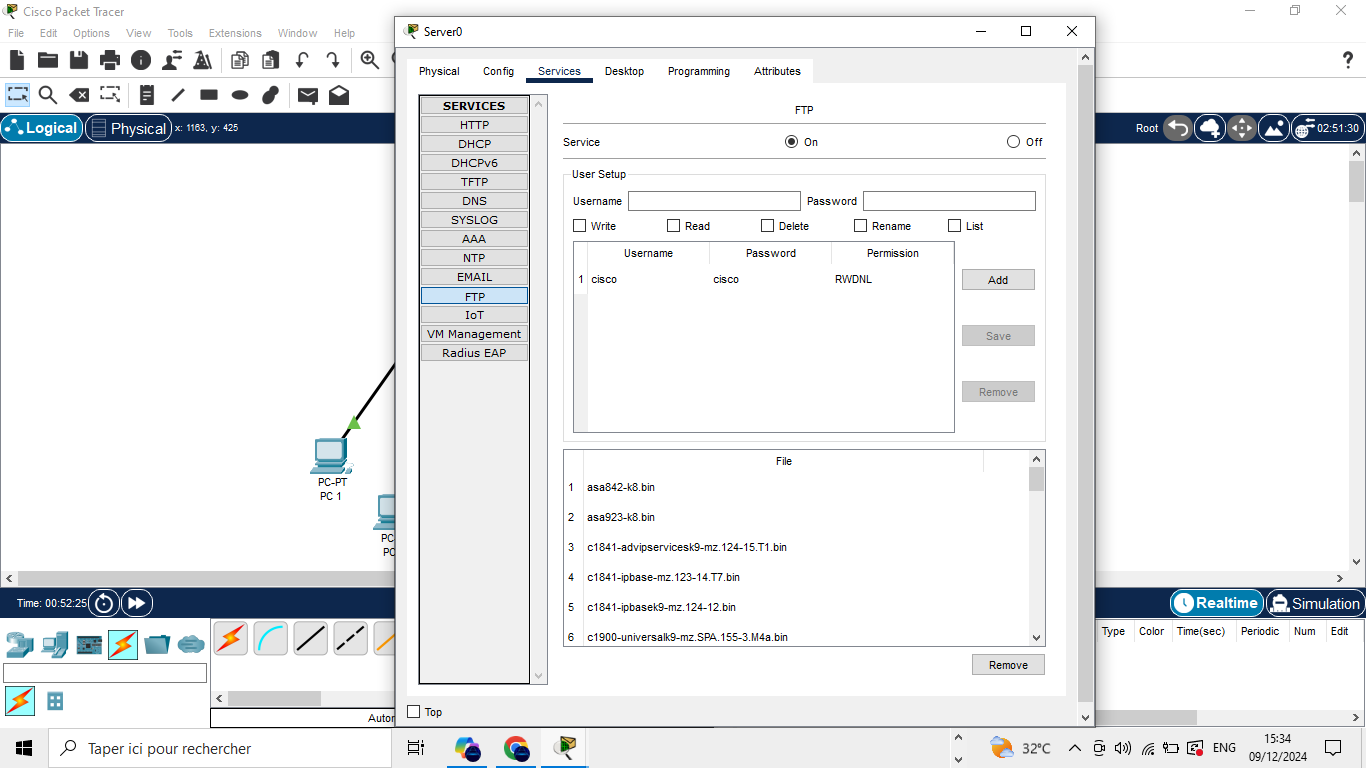 Cisco Packet Tracer
File Edit Options View Tools Extensions Window Help
Logical Physical x: 1163, y: 425
Root 02:51:30
PC-PT
PC 1
PC
PC
Time: 00:52:25
Realtime Simulation
Auto
Type Color Time(sec) Periodic Num Edit
Server0
Physical Config Services Desktop Programming Attributes
SERVICES
HTTP
DHCP
DHCPv6
TFTP
DNS
SYSLOG
AAA
NTP
EMAIL
FTP
IoT
VM Management
Radius EAP
FTP
Service On Off
User Setup
Username Password
Write Read Delete Rename List
Username Password Permission
1 cisco cisco RWDNL
Add
Save
Remove
File
1 asa842-k8.bin
2 asa923-k8.bin
3 c1841-advipservicesk9-mz.124-15.T1.bin
4 c1841-ipbase-mz.123-14.T7.bin
5 c1841-ipbasek9-mz.124-12.bin
6 c1900-universalk9-mz.SPA.155-3.M4a.bin
Remove
Top
Taper ici pour rechercher
32°C ENG
15:34
09/12/2024